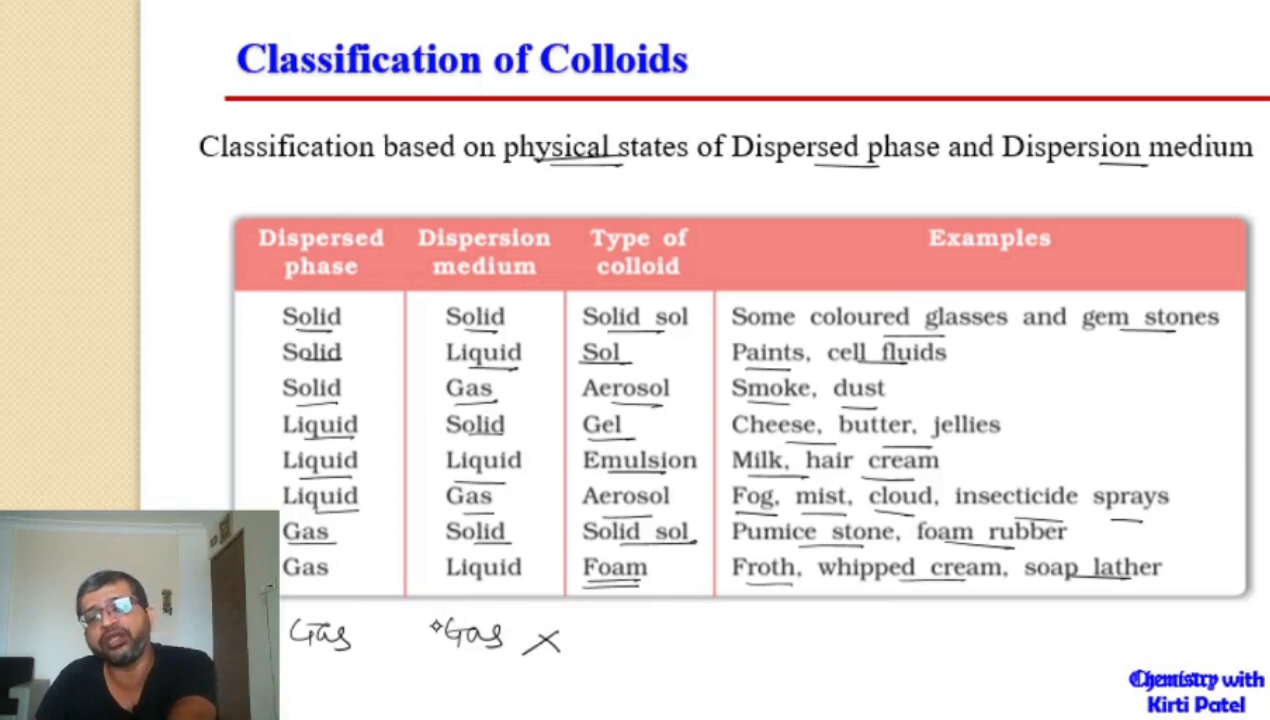 Classification of Colloids
Classification based on physical states of Dispersed phase and Dispersion medium
Dispersed phase Dispersion medium Type of colloid Examples
Solid Solid Solid sol Some coloured glasses and gem stones
Solid Liquid Sol Paints, cell fluids
Solid Gas Aerosol Smoke, dust
Liquid Solid Gel Cheese, butter, jellies
Liquid Liquid Emulsion Milk, hair cream
Liquid Gas Aerosol Fog, mist, cloud, insecticide sprays
Gas Solid Solid sol Pumice stone, foam rubber
Gas Liquid Foam Froth, whipped cream, soap lather
Gas Gas ×
Chemistry with
Kirti Patel